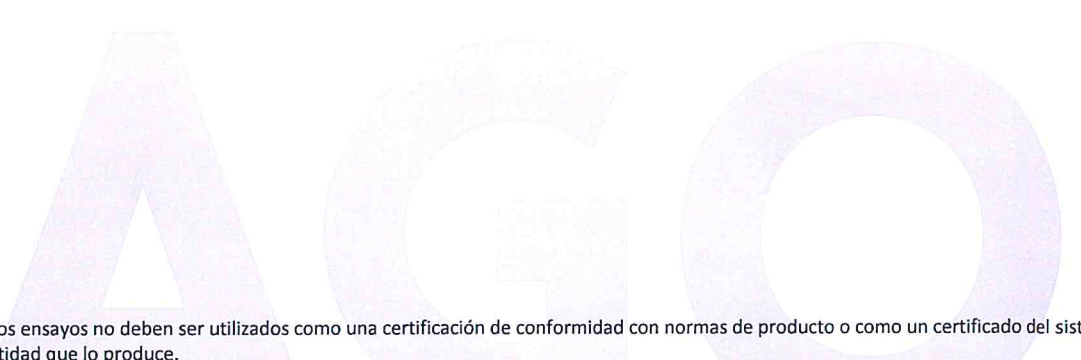 AGO
os ensayos no deben ser utilizados como una certificación de conformidad con normas de producto o como un certificado del sist
tidad que lo produce.